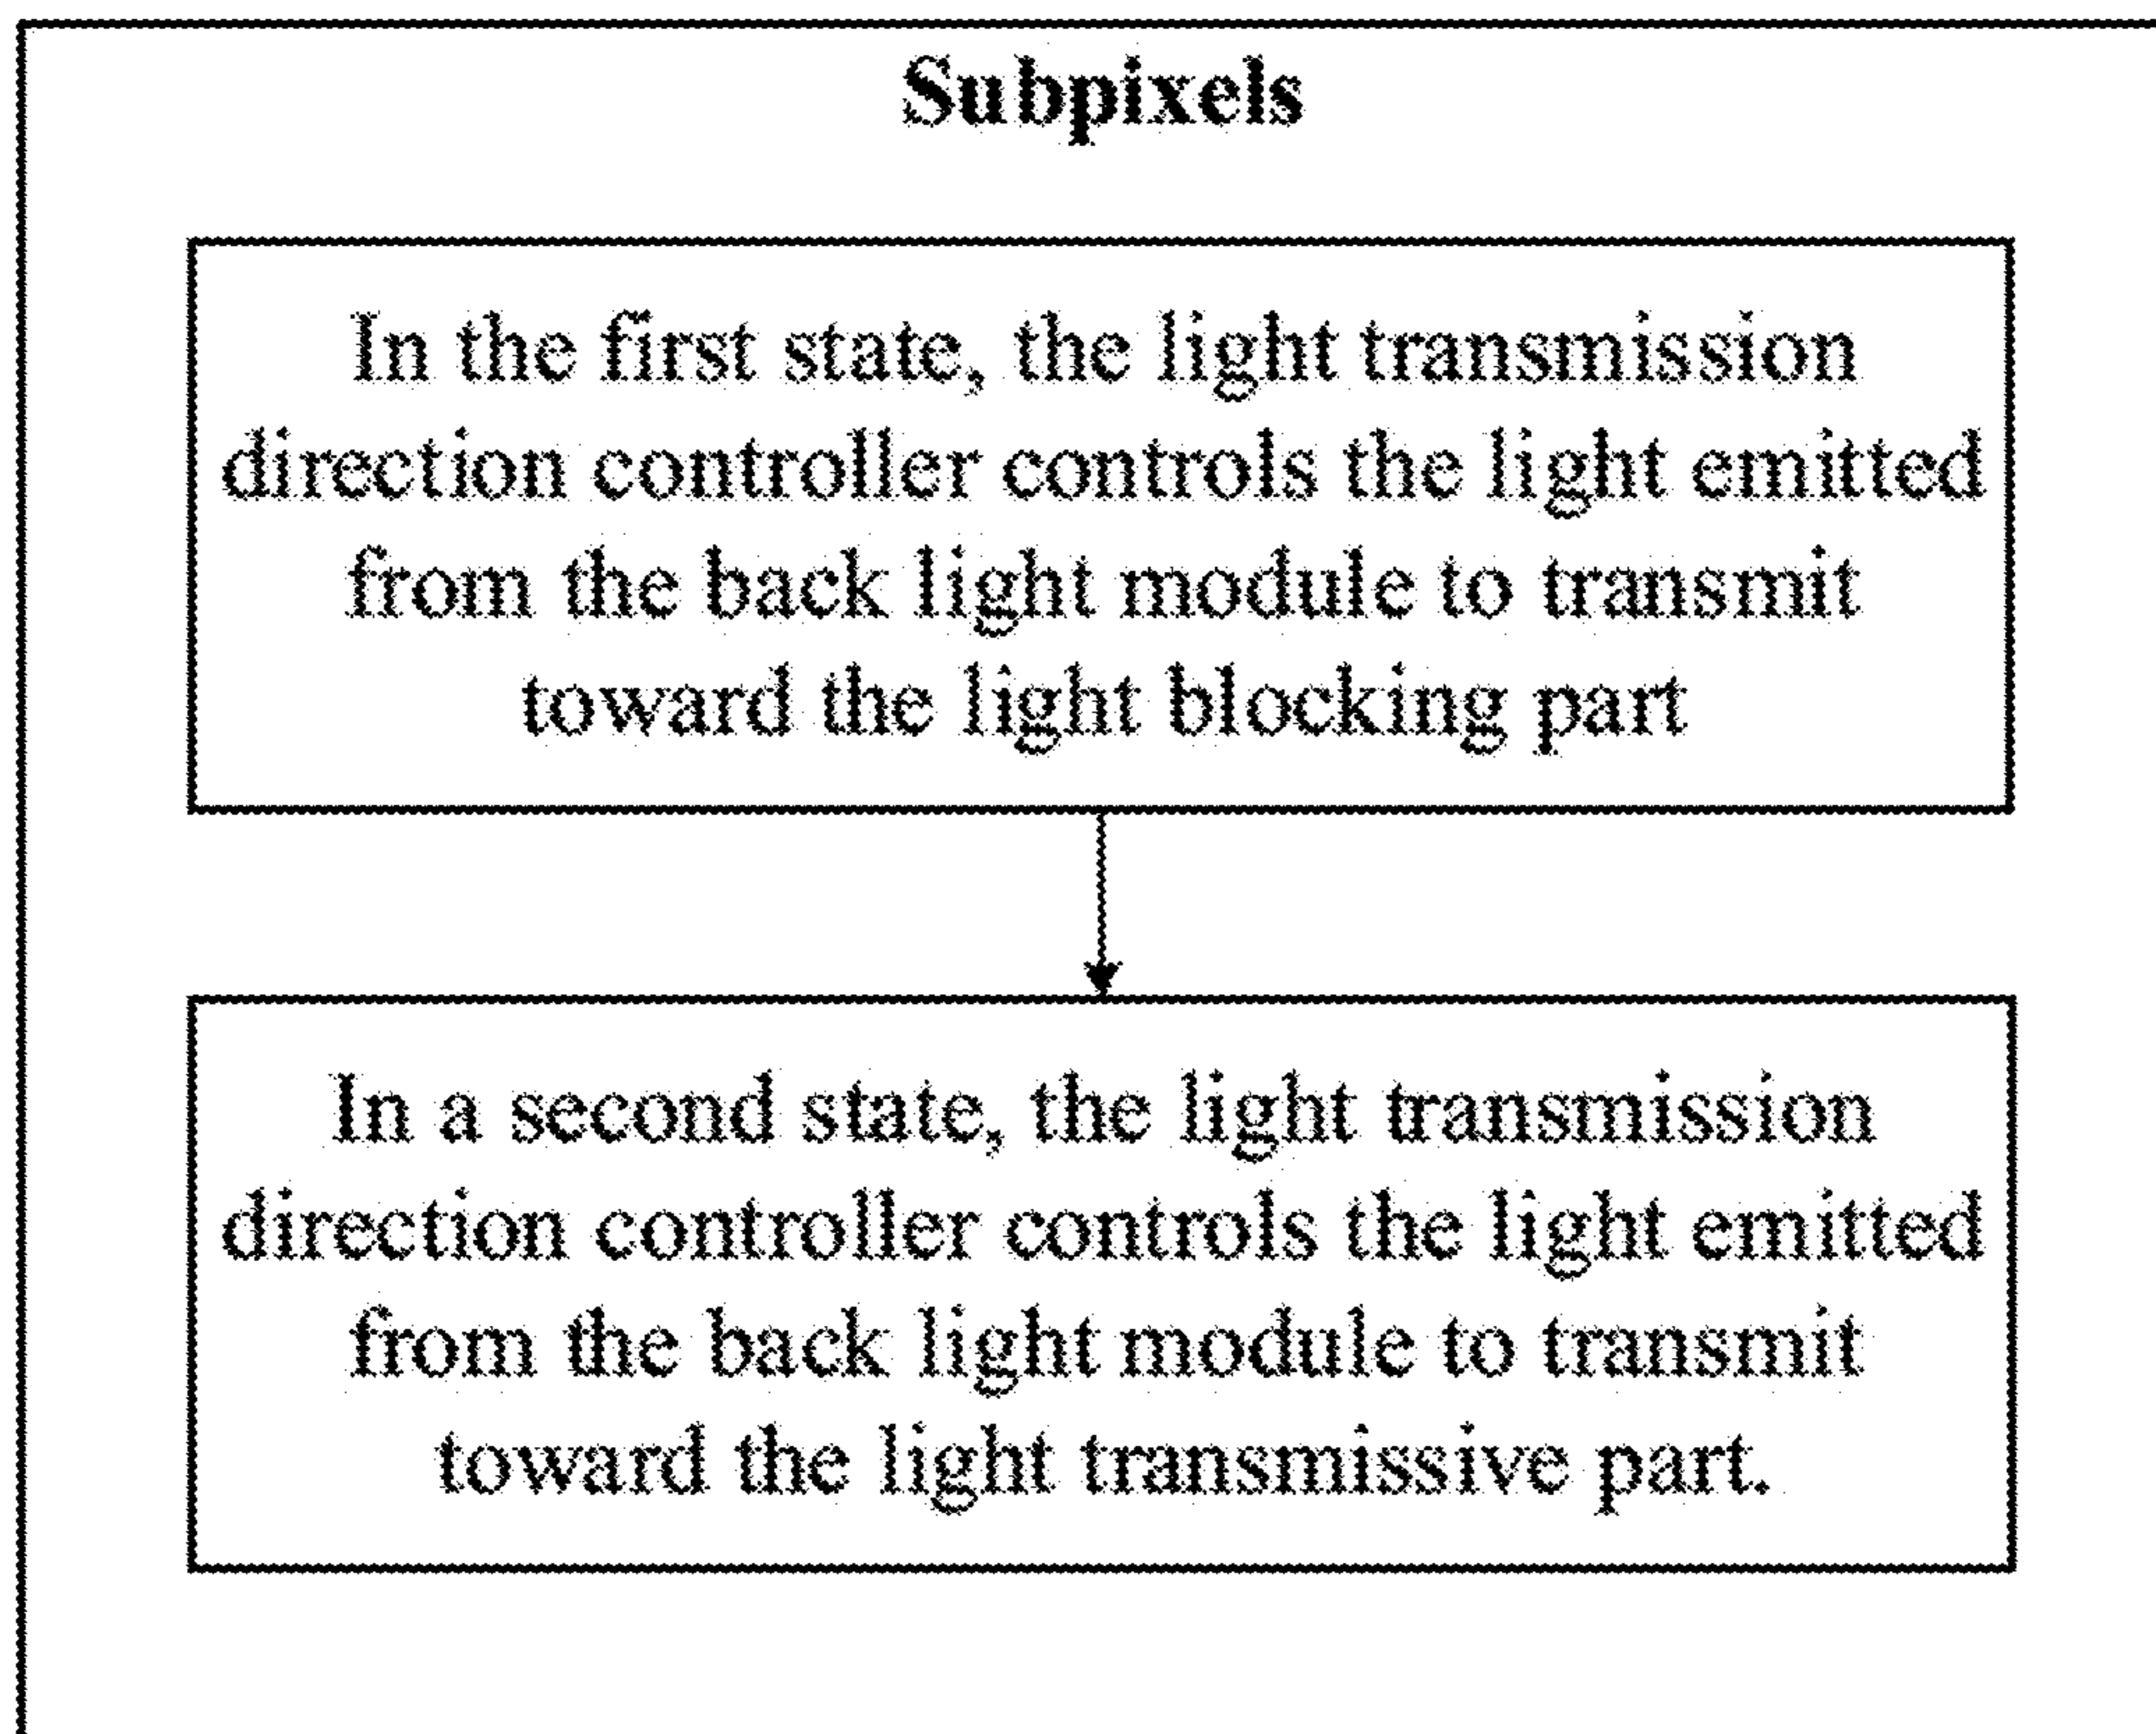 Subpixels
In the first state, the light transmission
direction controller controls the light emitted
from the back light module to transmit
toward the light blocking part
In a second state, the light transmission
direction controller controls the light emitted
from the back light module to transmit
toward the light transmissive part.